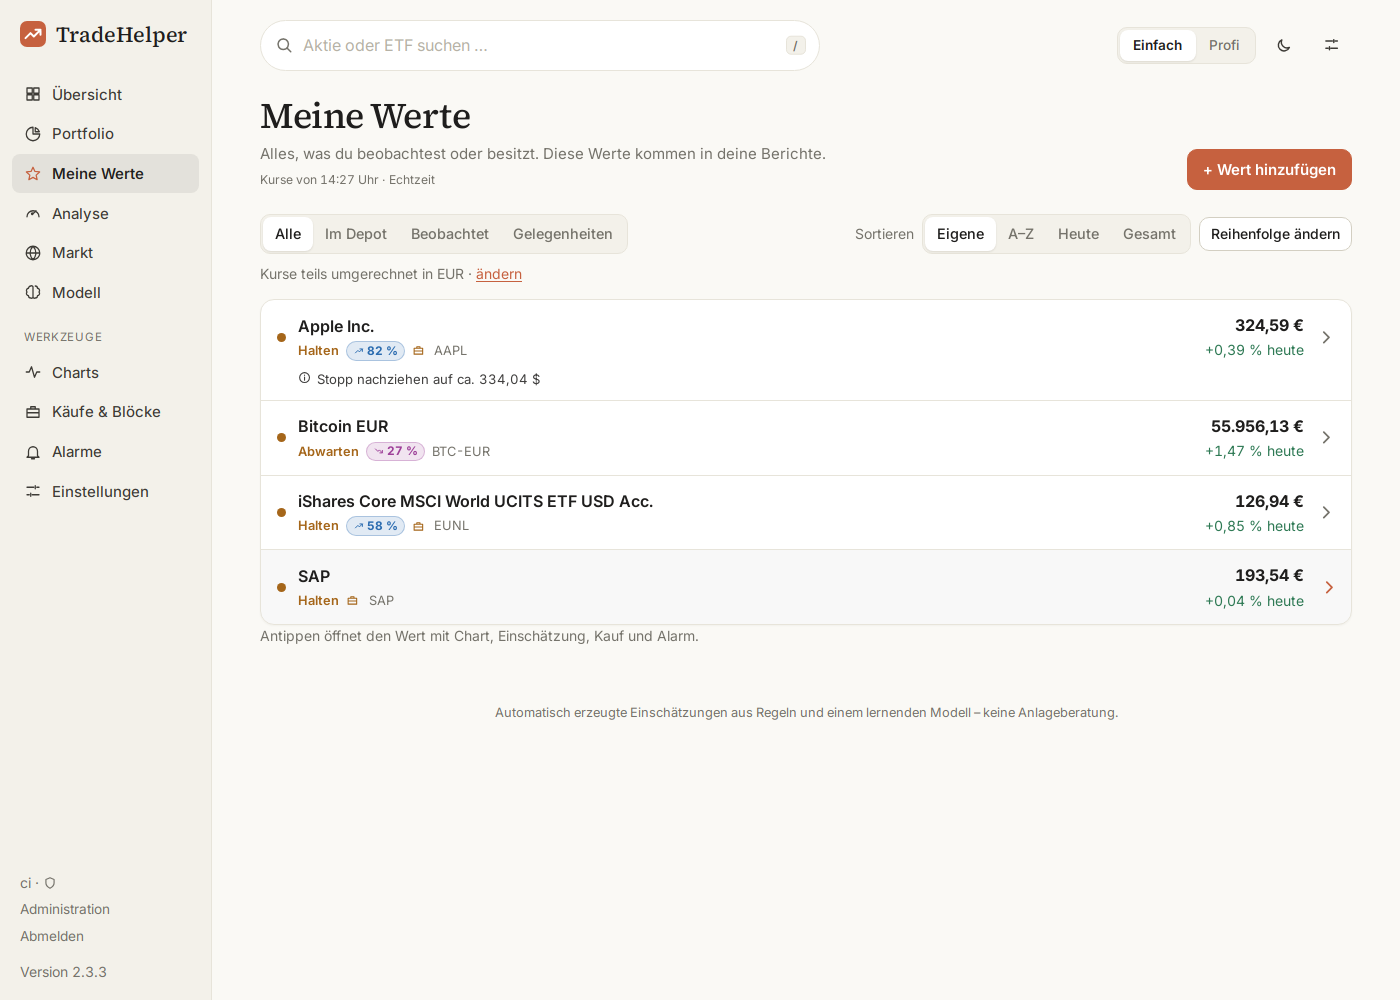 TradeHelper
Übersicht
Portfolio
Meine Werte
Analyse
Markt
Modell
WERKZEUGE
Charts
Käufe & Blöcke
Alarme
Einstellungen
ci ·
Administration
Abmelden
Version 2.3.3
Aktie oder ETF suchen ... /
Einfach Profi
Meine Werte
Alles, was du beobachtest oder besitzt. Diese Werte kommen in deine Berichte.
Kurse von 14:27 Uhr · Echtzeit
+ Wert hinzufügen
Alle Im Depot Beobachtet Gelegenheiten
Sortieren Eigene A–Z Heute Gesamt Reihenfolge ändern
Kurse teils umgerechnet in EUR · ändern
Apple Inc. 324,59 €
Halten 82 % AAPL +0,39 % heute
Stopp nachziehen auf ca. 334,04 $
Bitcoin EUR 55.956,13 €
Abwarten 27 % BTC-EUR +1,47 % heute
iShares Core MSCI World UCITS ETF USD Acc. 126,94 €
Halten 58 % EUNL +0,85 % heute
SAP 193,54 €
Halten SAP +0,04 % heute
Antippen öffnet den Wert mit Chart, Einschätzung, Kauf und Alarm.
Automatisch erzeugte Einschätzungen aus Regeln und einem lernenden Modell – keine Anlageberatung.